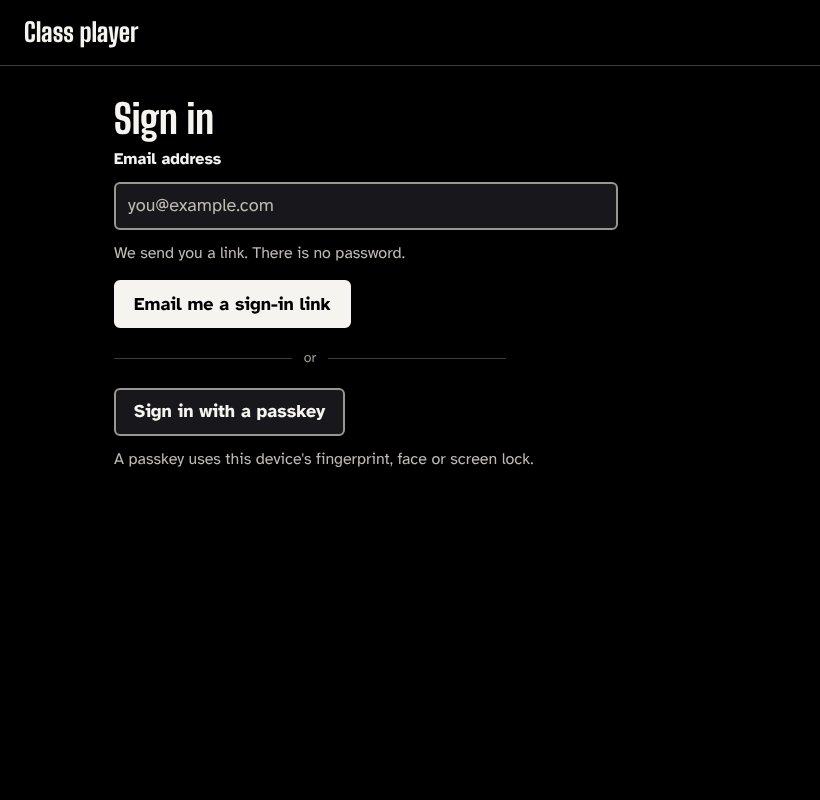 Class player
Sign in
Email address
you@example.com
We send you a link. There is no password.
Email me a sign-in link
or
Sign in with a passkey
A passkey uses this device's fingerprint, face or screen lock.